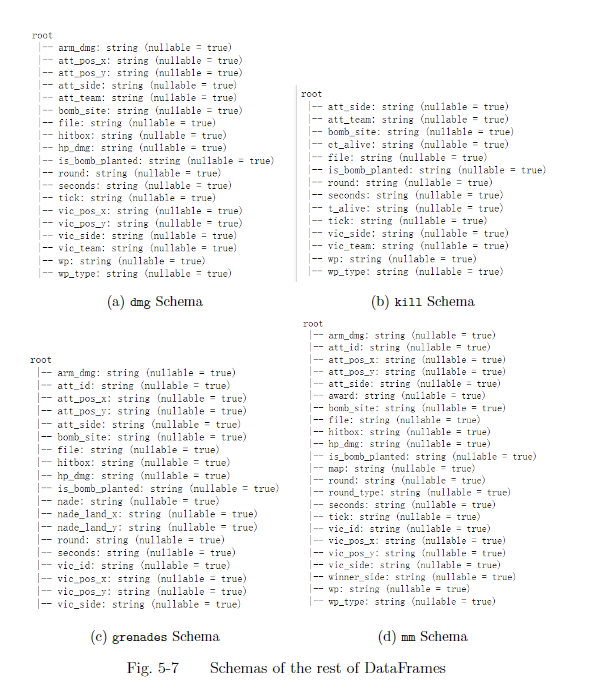 root
|-- arm_dmg: string (nullable = true)
|-- att_pos_x: string (nullable = true)
|-- att_pos_y: string (nullable = true)
|-- att_side: string (nullable = true)
|-- att_team: string (nullable = true)
|-- bomb_site: string (nullable = true)
|-- file: string (nullable = true)
|-- hitbox: string (nullable = true)
|-- hp_dmg: string (nullable = true)
|-- is_bomb_planted: string (nullable = true)
|-- round: string (nullable = true)
|-- seconds: string (nullable = true)
|-- tick: string (nullable = true)
|-- vic_pos_x: string (nullable = true)
|-- vic_pos_y: string (nullable = true)
|-- vic_side: string (nullable = true)
|-- vic_team: string (nullable = true)
|-- wp: string (nullable = true)
|-- wp_type: string (nullable = true)
(a) dmg Schema
root
|-- att_side: string (nullable = true)
|-- att_team: string (nullable = true)
|-- bomb_site: string (nullable = true)
|-- ct_alive: string (nullable = true)
|-- file: string (nullable = true)
|-- is_bomb_planted: string (nullable = true)
|-- round: string (nullable = true)
|-- seconds: string (nullable = true)
|-- t_alive: string (nullable = true)
|-- tick: string (nullable = true)
|-- vic_side: string (nullable = true)
|-- vic_team: string (nullable = true)
|-- wp: string (nullable = true)
|-- wp_type: string (nullable = true)
(b) kill Schema
root
|-- arm_dmg: string (nullable = true)
|-- att_id: string (nullable = true)
|-- att_pos_x: string (nullable = true)
|-- att_pos_y: string (nullable = true)
|-- att_side: string (nullable = true)
|-- bomb_site: string (nullable = true)
|-- file: string (nullable = true)
|-- hitbox: string (nullable = true)
|-- hp_dmg: string (nullable = true)
|-- is_bomb_planted: string (nullable = true)
|-- nade: string (nullable = true)
|-- nade_land_x: string (nullable = true)
|-- nade_land_y: string (nullable = true)
|-- round: string (nullable = true)
|-- seconds: string (nullable = true)
|-- vic_id: string (nullable = true)
|-- vic_pos_x: string (nullable = true)
|-- vic_pos_y: string (nullable = true)
|-- vic_side: string (nullable = true)
(c) grenades Schema
root
|-- arm_dmg: string (nullable = true)
|-- att_id: string (nullable = true)
|-- att_pos_x: string (nullable = true)
|-- att_pos_y: string (nullable = true)
|-- att_side: string (nullable = true)
|-- award: string (nullable = true)
|-- bomb_site: string (nullable = true)
|-- file: string (nullable = true)
|-- hitbox: string (nullable = true)
|-- hp_dmg: string (nullable = true)
|-- is_bomb_planted: string (nullable = true)
|-- map: string (nullable = true)
|-- round: string (nullable = true)
|-- round_type: string (nullable = true)
|-- seconds: string (nullable = true)
|-- tick: string (nullable = true)
|-- vic_id: string (nullable = true)
|-- vic_pos_x: string (nullable = true)
|-- vic_pos_y: string (nullable = true)
|-- vic_side: string (nullable = true)
|-- winner_side: string (nullable = true)
|-- wp: string (nullable = true)
|-- wp_type: string (nullable = true)
(d) mm Schema
Fig. 5-7 Schemas of the rest of DataFrames